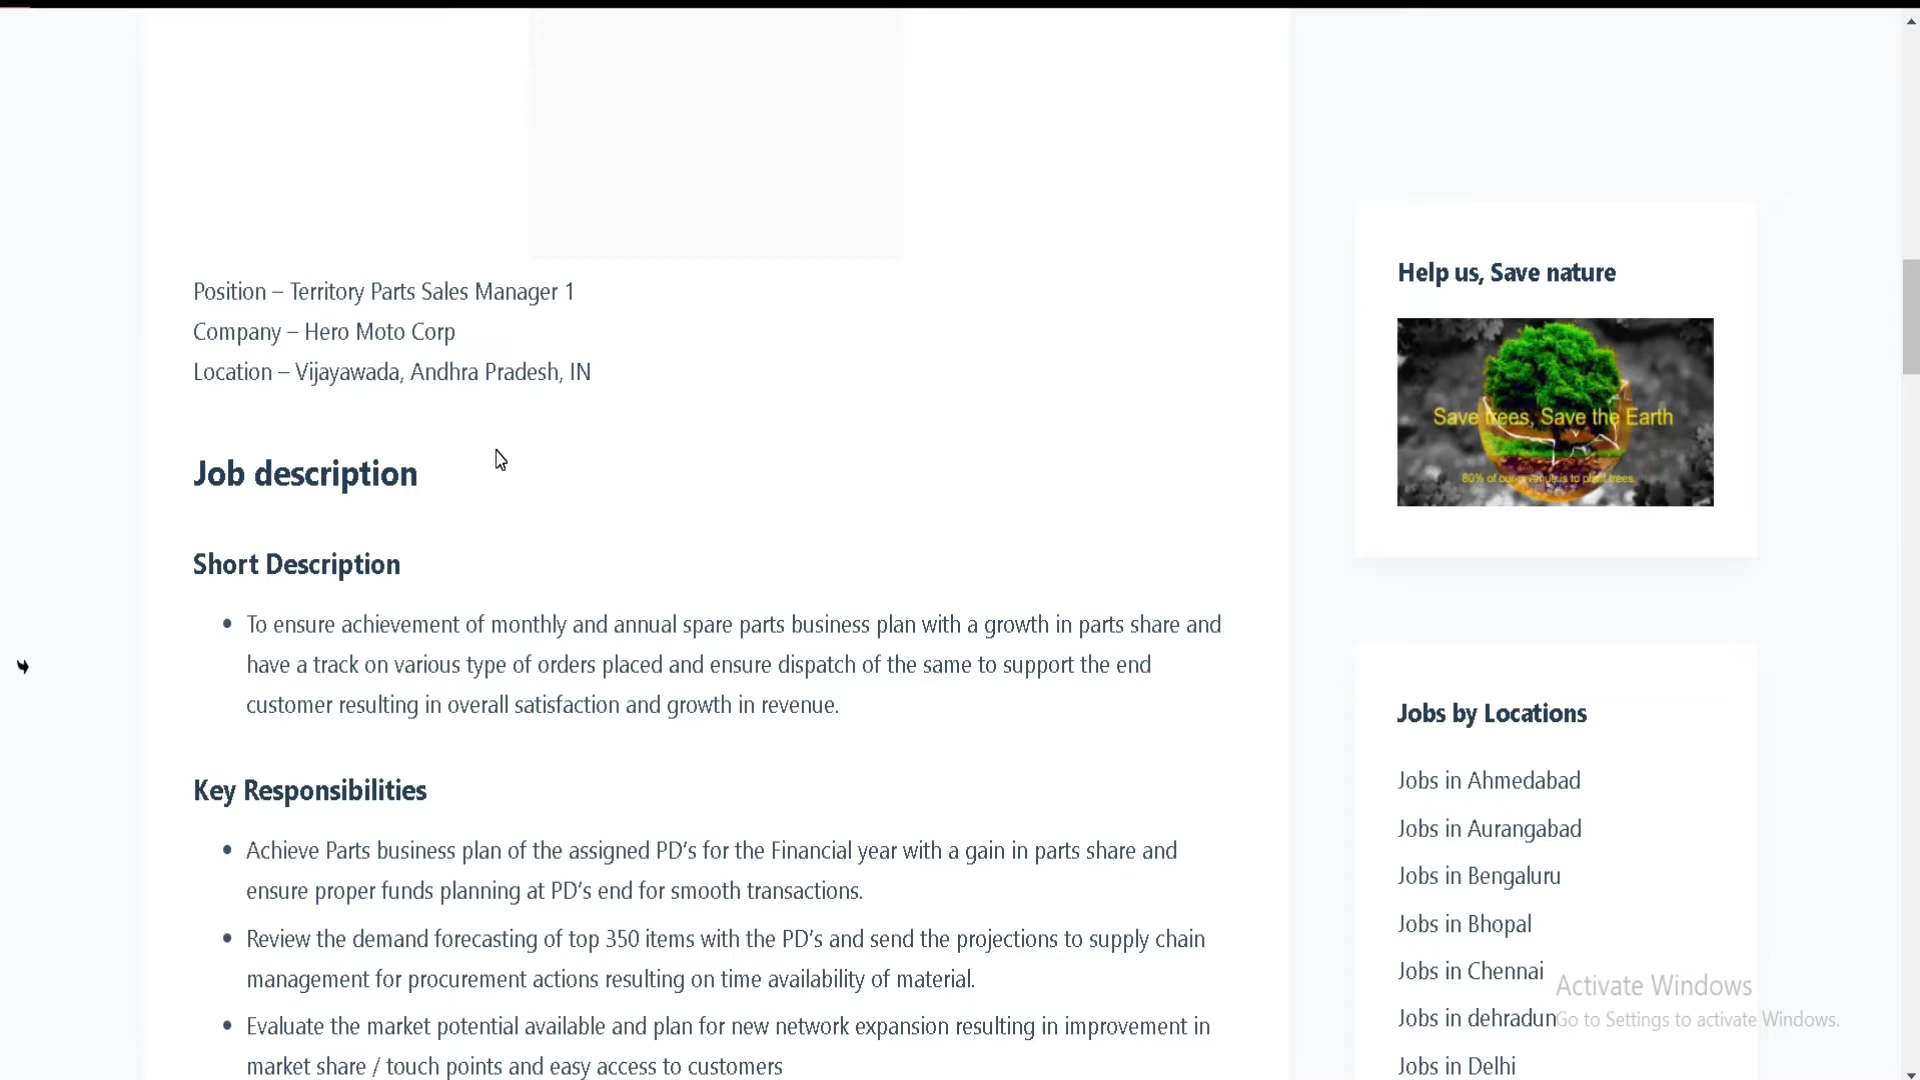 Position – Territory Parts Sales Manager 1
Company – Hero Moto Corp
Location – Vijayawada, Andhra Pradesh, IN
Job description
Short Description
• To ensure achievement of monthly and annual spare parts business plan with a growth in parts share and
have a track on various type of orders placed and ensure dispatch of the same to support the end
customer resulting in overall satisfaction and growth in revenue.
Key Responsibilities
• Achieve Parts business plan of the assigned PD’s for the Financial year with a gain in parts share and
ensure proper funds planning at PD’s end for smooth transactions.
• Review the demand forecasting of top 350 items with the PD’s and send the projections to supply chain
management for procurement actions resulting on time availability of material.
• Evaluate the market potential available and plan for new network expansion resulting in improvement in
market share / touch points and easy access to customers
Help us, Save nature
Save trees, Save the Earth
80% of our revenue is to plant trees.
Jobs by Locations
Jobs in Ahmedabad
Jobs in Aurangabad
Jobs in Bengaluru
Jobs in Bhopal
Jobs in Chennai
Jobs in dehradun
Jobs in Delhi
Activate Windows
Go to Settings to activate Windows.